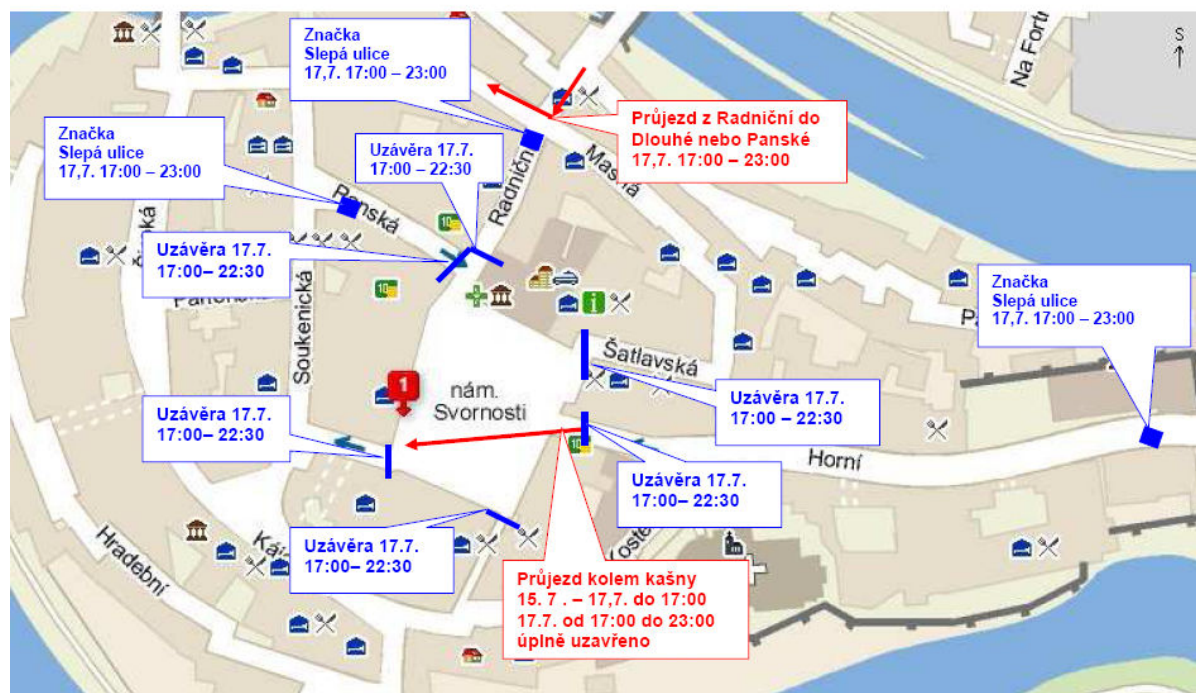 Značka
Slepá ulice
17,7. 17:00 – 23:00
S
Na Fortn
Značka
Slepá ulice
17,7. 17:00 – 23:00
Uzávěra 17.7.
17:00 – 22:30
Průjezd z Radniční do
Dlouhé nebo Panské
17,7. 17:00 – 23:00
Radniční
Masná
Panská
10
Uzávěra 17.7.
17:00– 22:30
Soukenická
10
i
Značka
Slepá ulice
17,7. 17:00 – 23:00
Šatlavská
1
nám.
Svornosti
Uzávěra 17.7.
17:00– 22:30
Uzávěra 17.7.
17:00– 22:30
10
Horní
Uzávěra 17.7.
17:00– 22:30
Hradební
Uzávěra 17.7.
17:00– 22:30
Průjezd kolem kašny
15. 7 . – 17,7. do 17:00
17.7. od 17:00 do 23:00
úplně uzavřeno